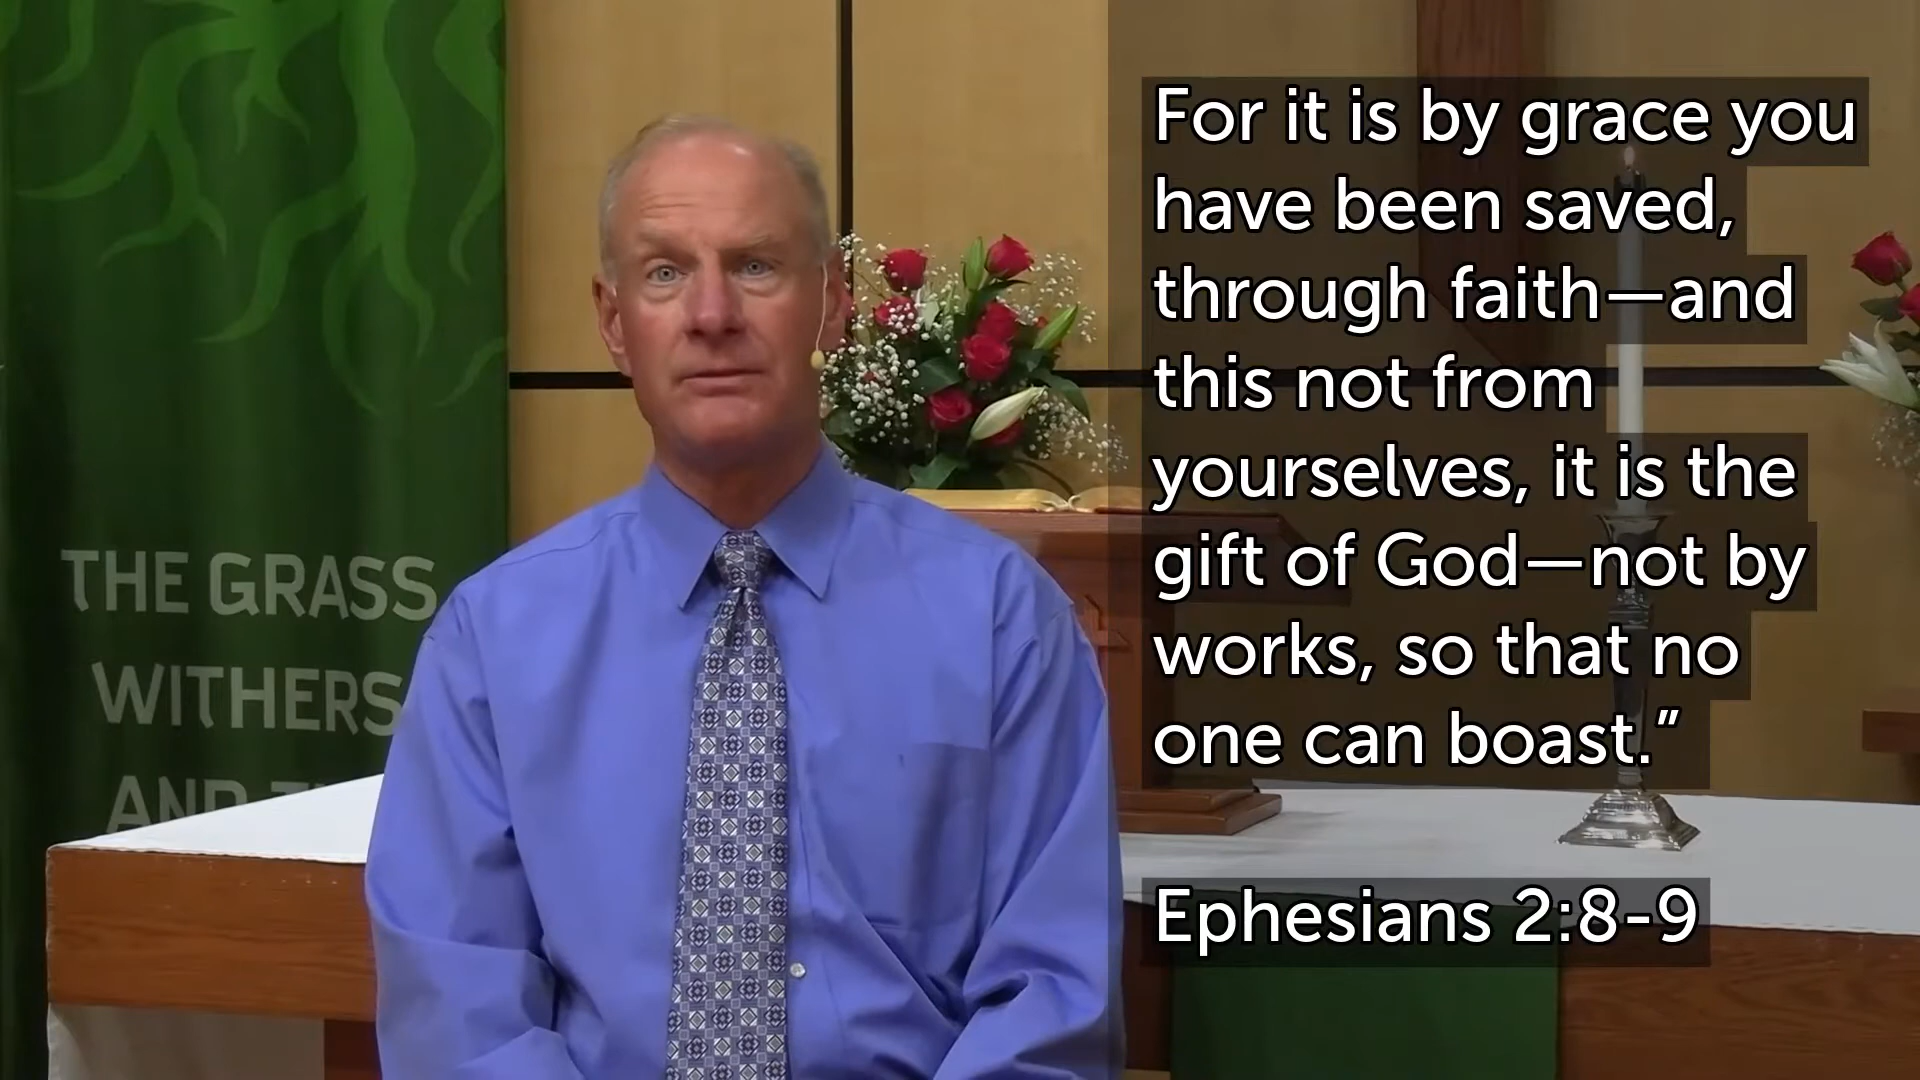 For it is by grace you
have been saved,
through faith—and
this not from
yourselves, it is the
gift of God—not by
works, so that no
one can boast.”
Ephesians 2:8-9
THE GRASS
WITHERS
AND